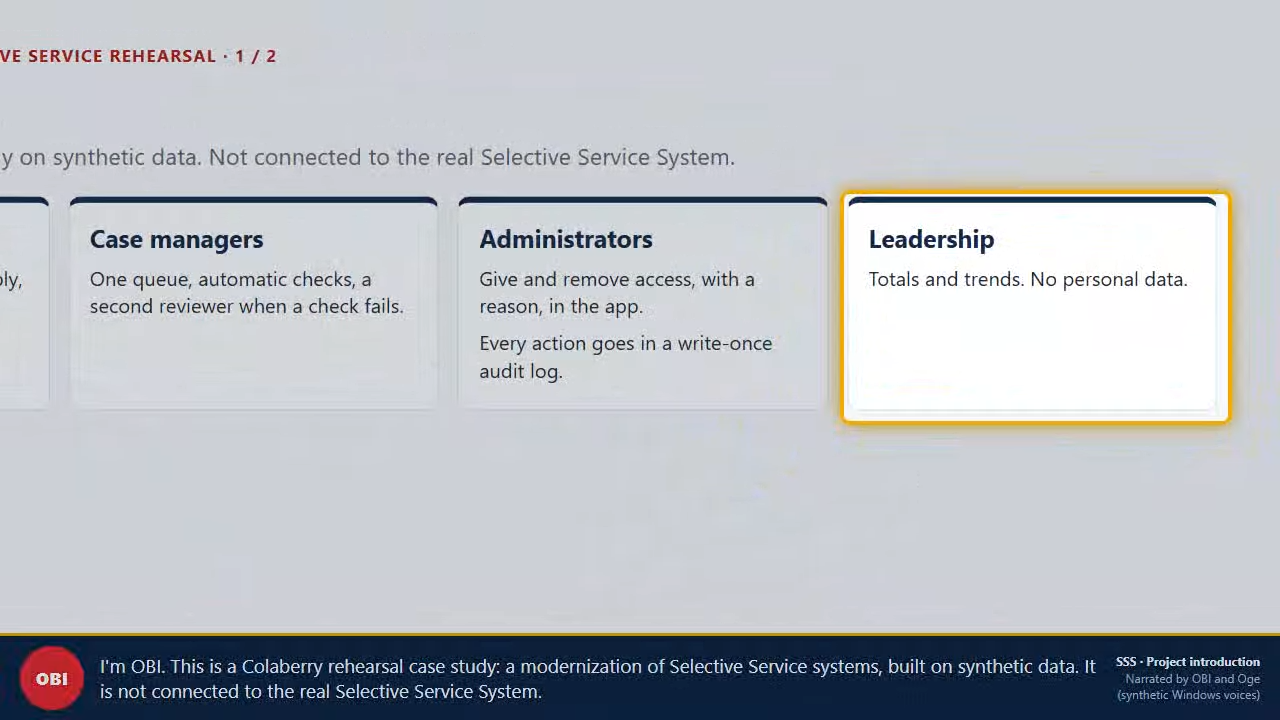 VE SERVICE REHEARSAL · 1 / 2
y on synthetic data. Not connected to the real Selective Service System.
ply,
Case managers
One queue, automatic checks, a
second reviewer when a check fails.
Administrators
Give and remove access, with a
reason, in the app.
Every action goes in a write-once
audit log.
Leadership
Totals and trends. No personal data.
OBI
I'm OBI. This is a Colaberry rehearsal case study: a modernization of Selective Service systems, built on synthetic data. It
is not connected to the real Selective Service System.
SSS · Project introduction
Narrated by OBI and Oge
(synthetic Windows voices)